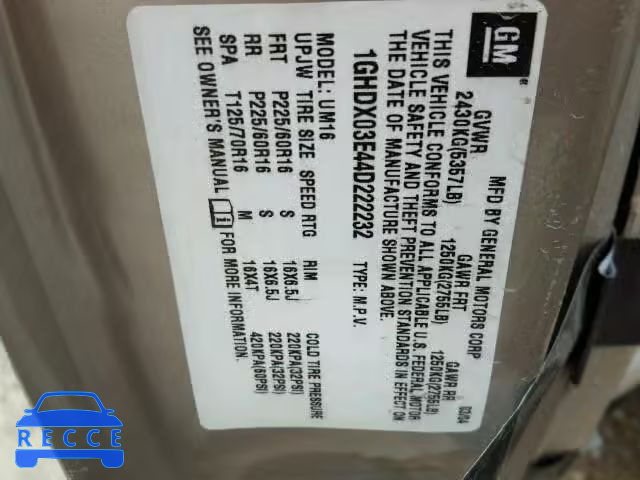 GM
MFD BY GENERAL MOTORS CORP
03/04
GVWR GAWR FRT GAWR RR
2430KG(5357LB) 1250KG(2755LB) 1250KG(2755LB)
THIS VEHICLE CONFORMS TO ALL APPLICABLE U.S. FEDERAL MOTOR
VEHICLE SAFETY AND THEFT PREVENTION STANDARDS IN EFFECT ON
THE DATE OF MANUFACTURE SHOWN ABOVE.
1GHDX03E44D222232 TYPE: M.P.V.
MODEL: UM16
UPJW TIRE SIZE SPEED RTG RIM COLD TIRE PRESSURE
FRT P225/60R16 S 16X6.5J 220KPA(32PSI)
RR P225/60R16 S 16X6.5J 220KPA(32PSI)
SPA T125/70R16 M 16X4T 420KPA(60PSI)
SEE OWNER'S MANUAL FOR MORE INFORMATION.
RECCE